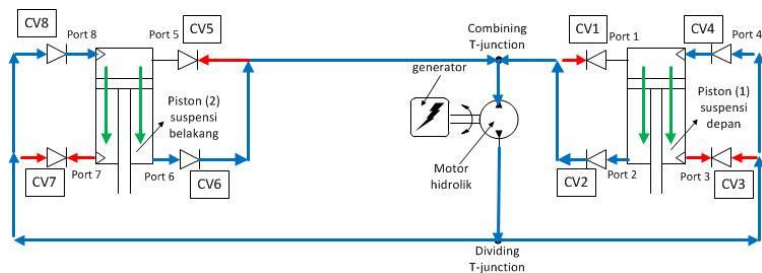 CV8
Port 8
Port 5
CV5
Combining
T-junction
CV1
Port 1
CV4
Port 4
generator
Piston (2)
suspensi
belakang
Piston (1)
suspensi
depan
Motor
hidrolik
CV7
Port 7
Port 6
CV6
CV2
Port 2
Port 3
CV3
Dividing
T-junction